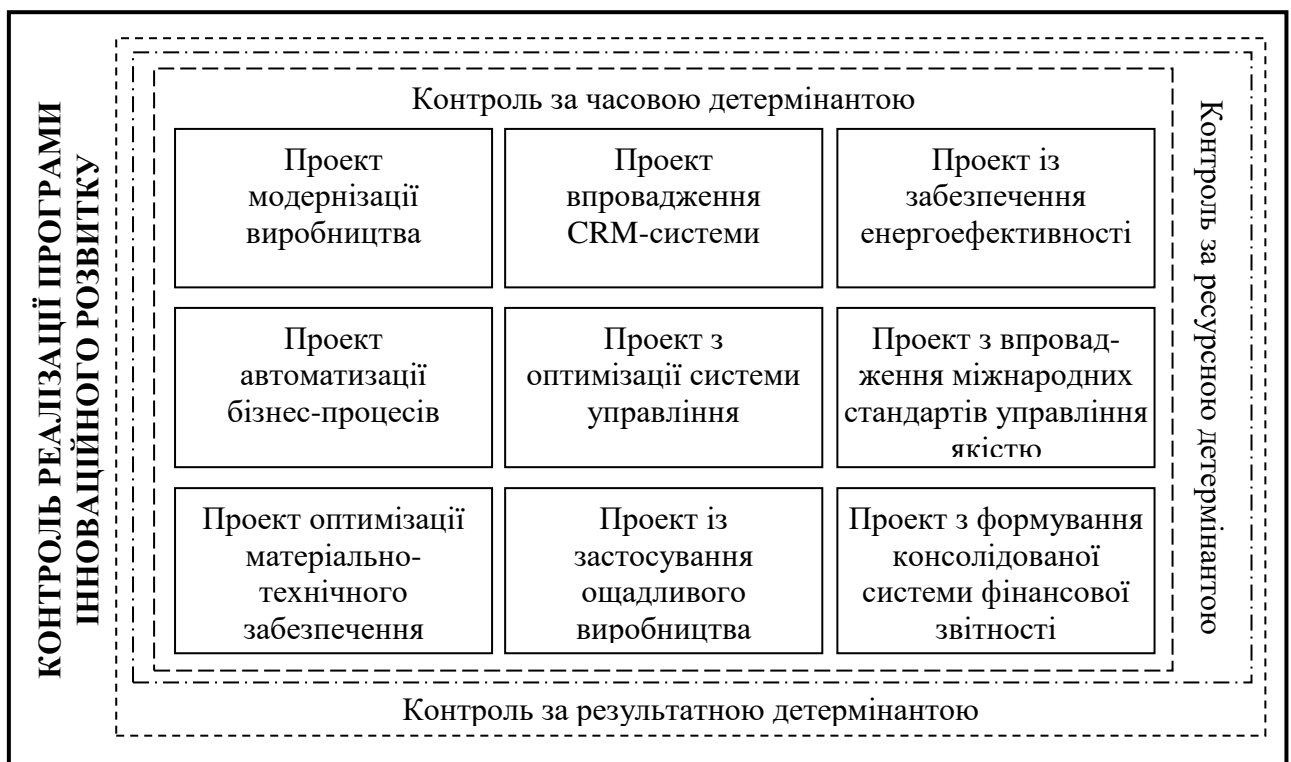 КОНТРОЛЬ РЕАЛІЗАЦІЇ ПРОГРАМИ
ІННОВАЦІЙНОГО РОЗВИТКУ
Контроль за часовою детермінантою
Проект
модернізації
виробництва
Проект
впровадження
CRM-системи
Проект із
забезпечення
енергоефективності
Проект
автоматизації
бізнес-процесів
Проект з
оптимізації системи
управління
Проект з впровад-
ження міжнародних
стандартів управління
якістю
Проект оптимізації
матеріально-
технічного
забезпечення
Проект із
застосування
ощадливого
виробництва
Проект з формування
консолідованої
системи фінансової
звітності
Контроль за ресурсною детермінантою
Контроль за результатною детермінантою